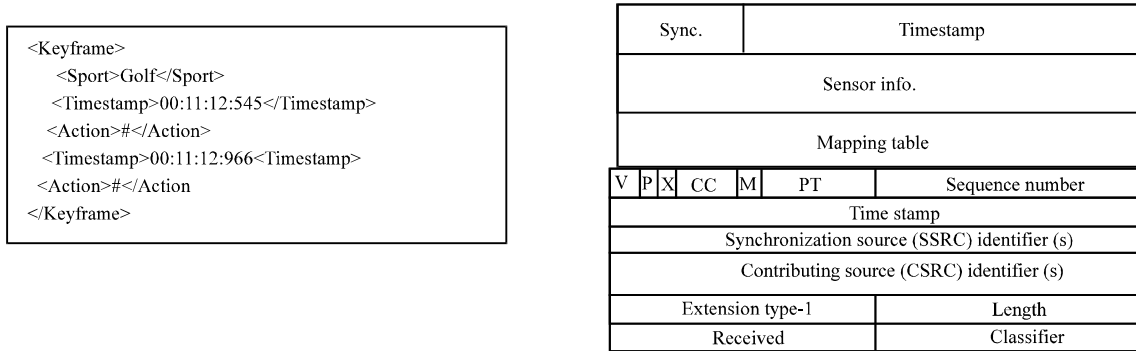 <Keyframe>
<Sport>Golf</Sport>
<Timestamp>00:11:12:545</Timestamp>
<Action>#</Action>
<Timestamp>00:11:12:966<Timestamp>
<Action>#</Action
</Keyframe>
Sync. Timestamp
Sensor info.
Mapping table
V P X CC M PT Sequence number
Time stamp
Synchronization source (SSRC) identifier (s)
Contributing source (CSRC) identifier (s)
Extension type-1 Length
Received Classifier